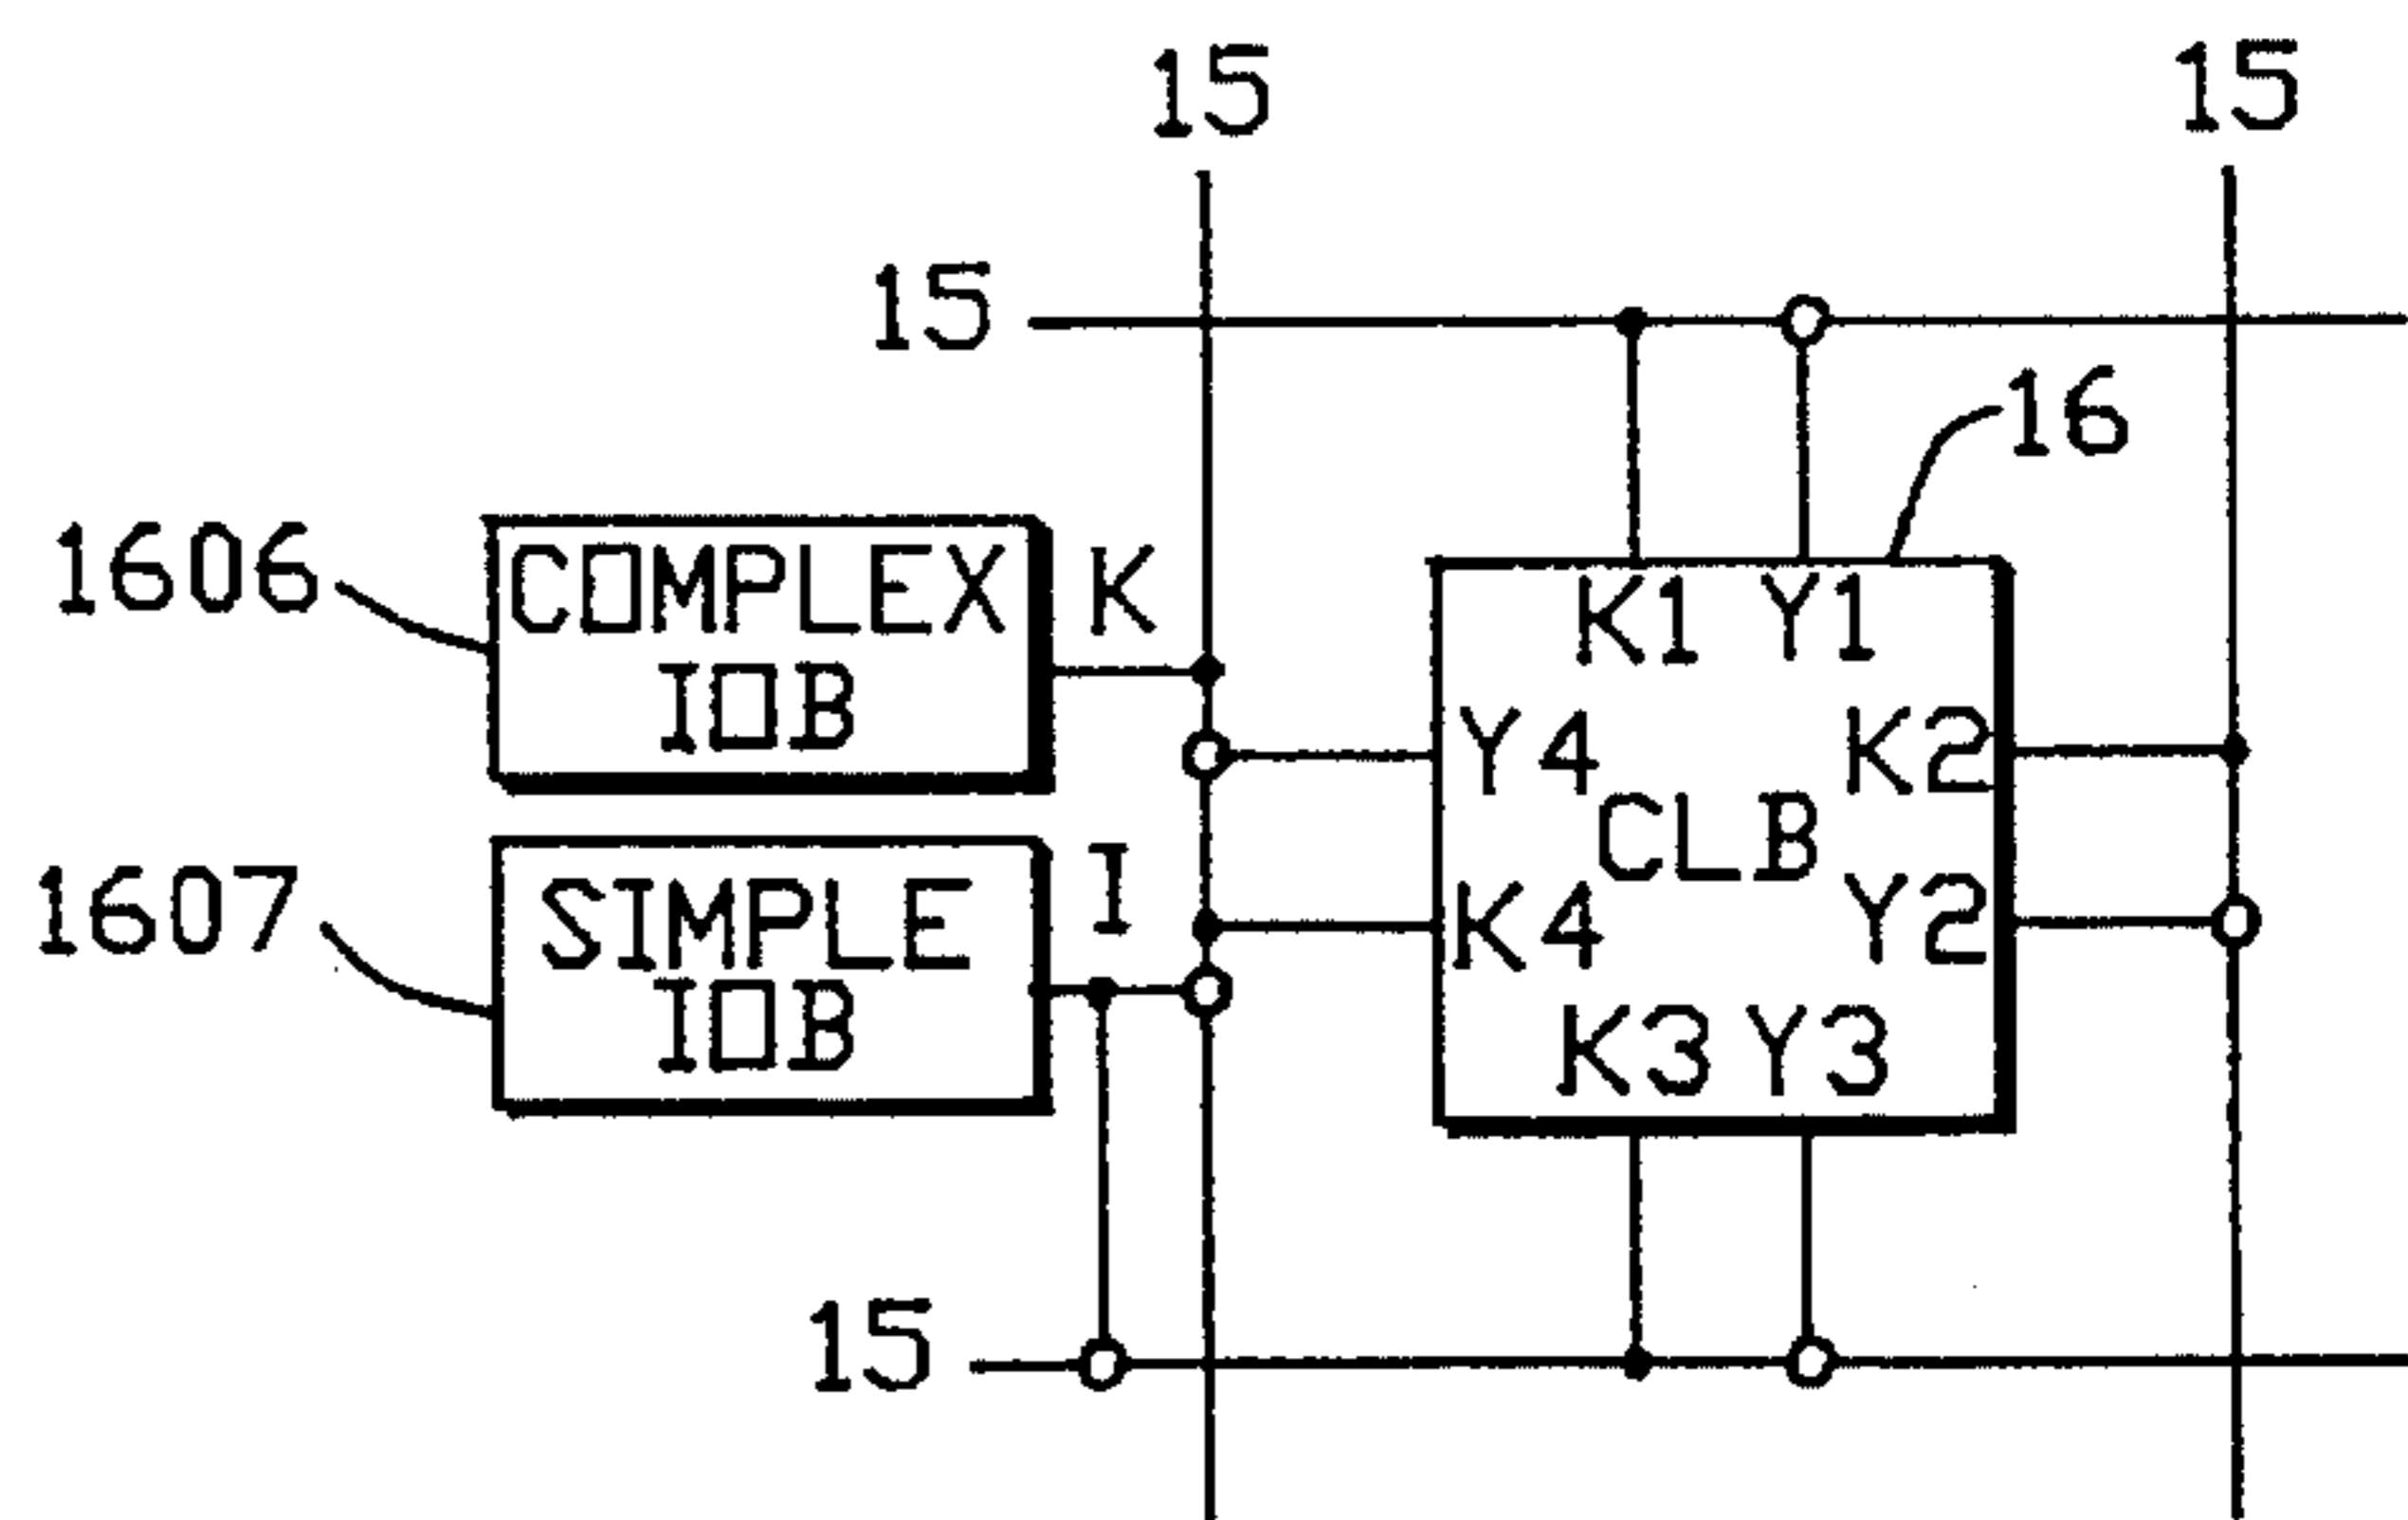 15
15
15
16
1606
COMPLEX
IOB
K
K1 Y1
Y4
K2
CLB
1607
SIMPLE
IOB
I
K4
Y2
K3 Y3
15